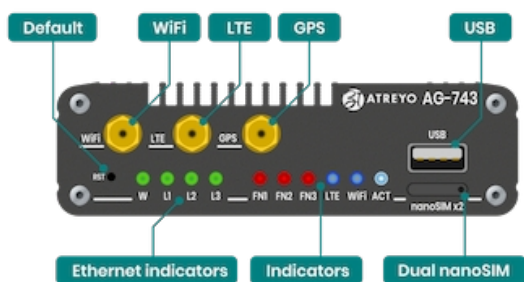 Default
WiFi
LTE
GPS
USB
ATREYO AG-743
WiFi
LTE
GPS
USB
RST
W L1 L2 L3 FN1 FN2 FN3 LTE WiFi ACT
nanoSIM x2
Ethernet indicators
Indicators
Dual nanoSIM